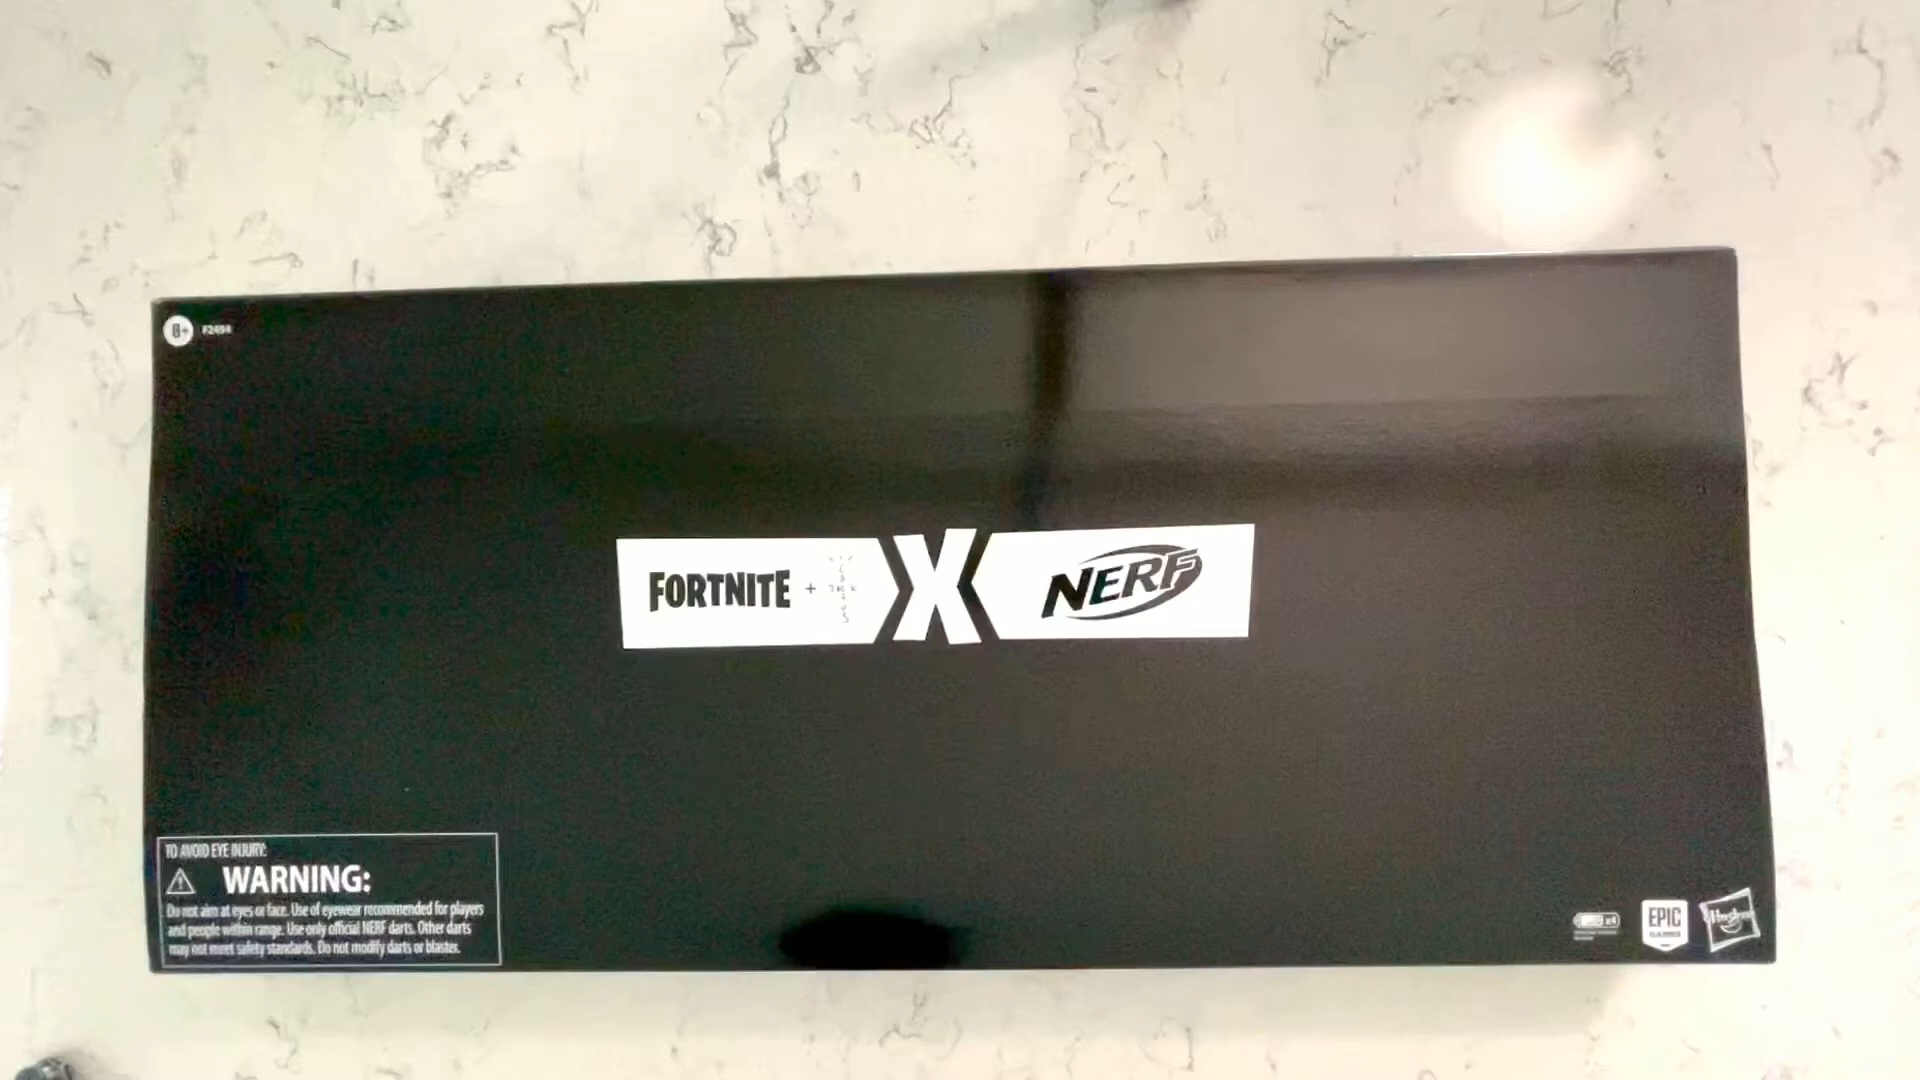 8+ F2494
FORTNITE + X NERF
TO AVOID EYE INJURY:
WARNING:
Do not aim at eyes or face. Use of eyewear recommended for players
and people within range. Use only official NERF darts. Other darts
may not meet safety standards. Do not modify darts or blaster.
x4
EPIC
GAMES
Hasbro